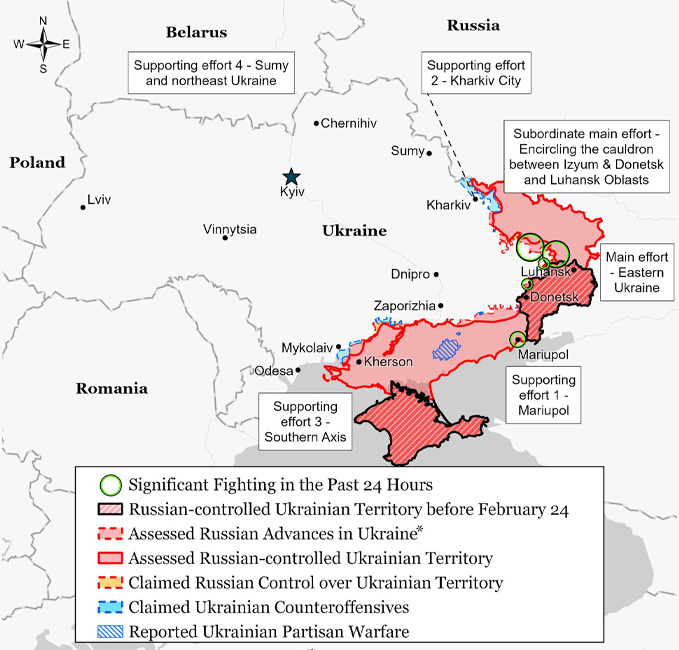 N
W
E
S
Belarus
Russia
Supporting effort 4 - Sumy
and northeast Ukraine
Supporting effort
2 - Kharkiv City
Chernihiv
Subordinate main effort -
Encircling the cauldron
between Izyum & Donetsk
and Luhansk Oblasts
Sumy
Poland
Kyiv
Lviv
Kharkiv
Vinnytsia
Ukraine
Main effort
- Eastern
Ukraine
Dnipro
Luhansk
Donetsk
Zaporizhia
Mykolaiv
Mariupol
Kherson
Odesa
Romania
Supporting
effort 1 -
Mariupol
Supporting
effort 3 -
Southern Axis
Significant Fighting in the Past 24 Hours
Russian-controlled Ukrainian Territory before February 24
Assessed Russian Advances in Ukraine*
Assessed Russian-controlled Ukrainian Territory
Claimed Russian Control over Ukrainian Territory
Claimed Ukrainian Counteroffensives
Reported Ukrainian Partisan Warfare